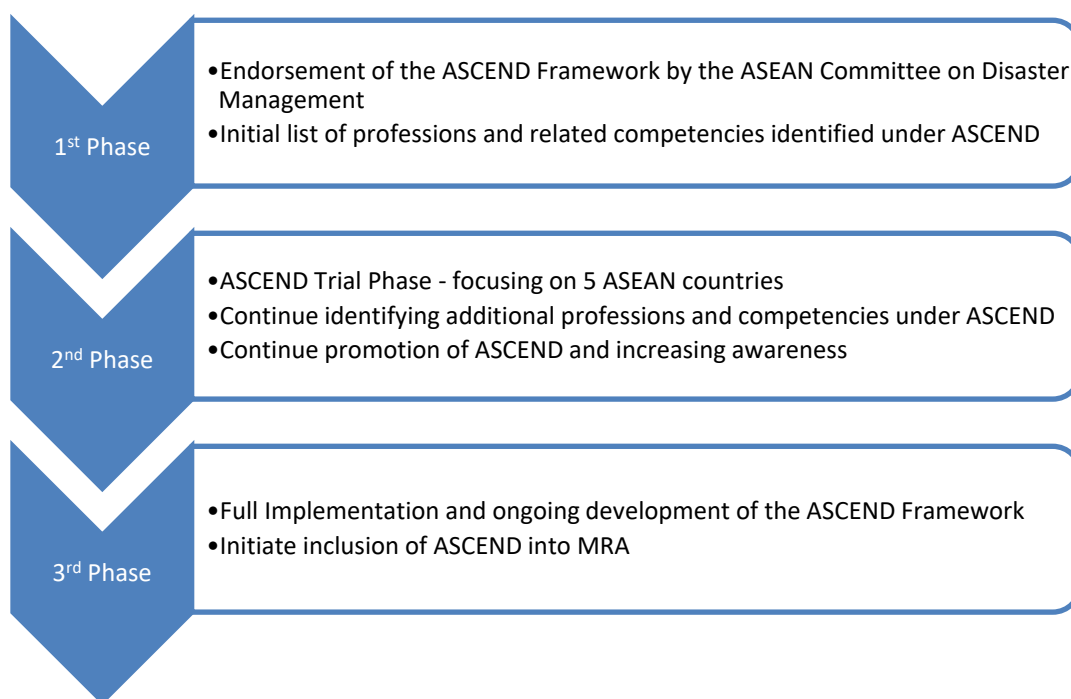 1st Phase
•Endorsement of the ASCEND Framework by the ASEAN Committee on Disaster
Management
•Initial list of professions and related competencies identified under ASCEND
2nd Phase
•ASCEND Trial Phase - focusing on 5 ASEAN countries
•Continue identifying additional professions and competencies under ASCEND
•Continue promotion of ASCEND and increasing awareness
3rd Phase
•Full Implementation and ongoing development of the ASCEND Framework
•Initiate inclusion of ASCEND into MRA